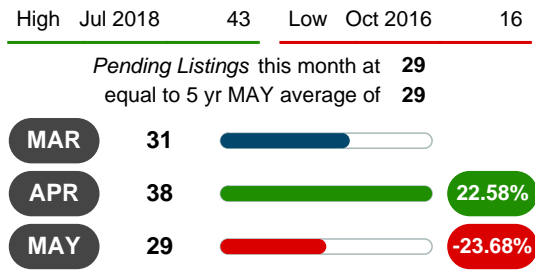 High Jul 2018 43 Low Oct 2016 16
Pending Listings this month at 29
equal to 5 yr MAY average of 29
MAR 31
APR 38 22.58%
MAY 29 -23.68%